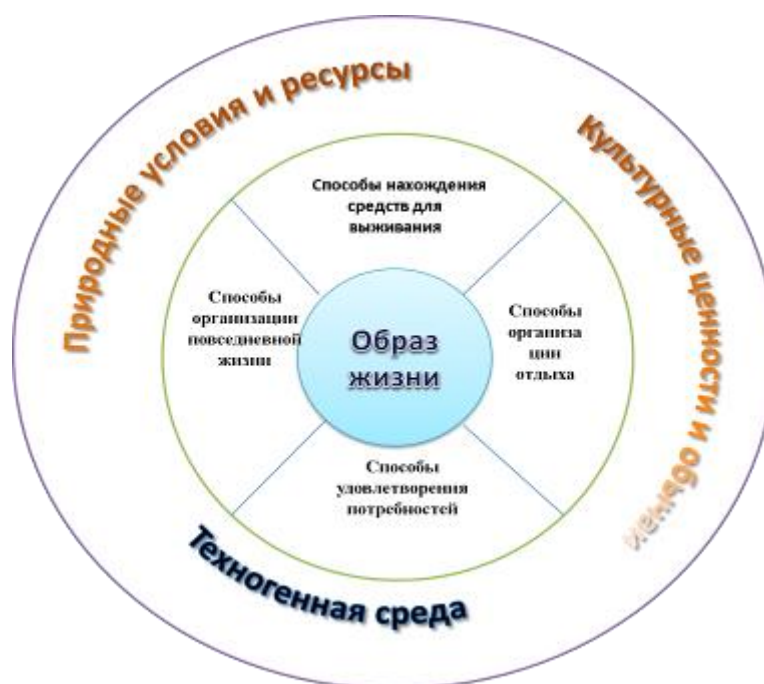 Природные условия и ресурсы
Культурные ценности и обычаи
Способы нахождения
средств для
выживания
Способы
организации
повседневной
жизни
Образ
жизни
Способы
организа
ции
отдыха
Способы
удовлетворения
потребностей
Техногенная среда